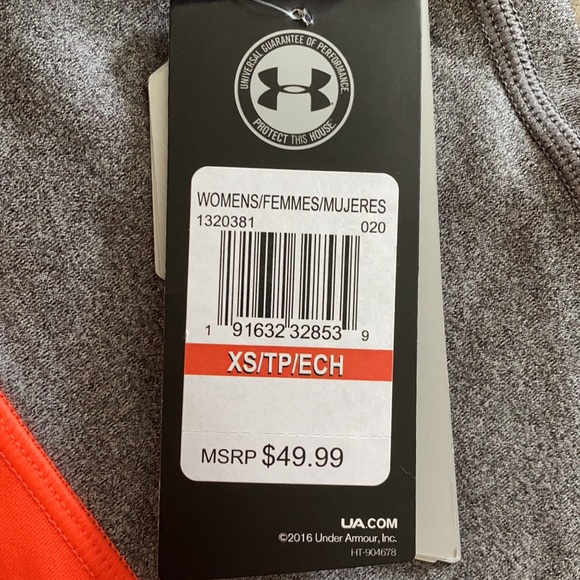 UNIVERSAL GUARANTEE OF PERFORMANCE
PROTECT THIS HOUSE
WOMENS/FEMMES/MUJERES
1320381 020
1 91632 32853 9
XS/TP/ECH
MSRP $49.99
UA.COM
©2016 Under Armour, Inc.
HT-904678